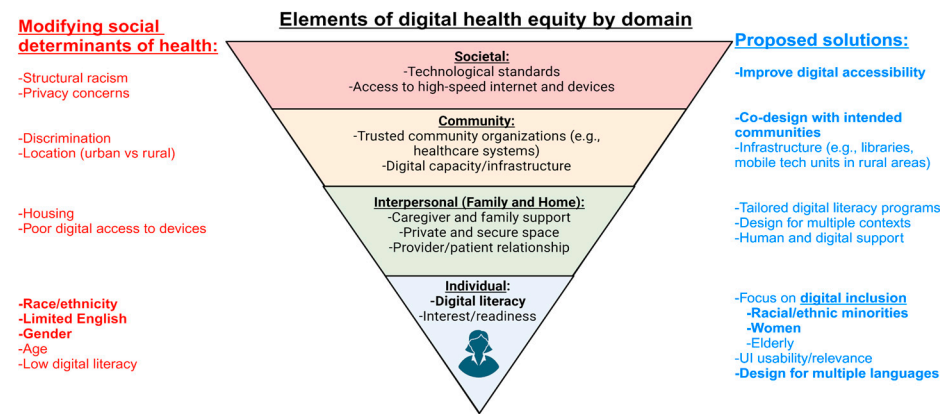 Elements of digital health equity by domain
Modifying social
determinants of health:
-Structural racism
-Privacy concerns
-Discrimination
-Location (urban vs rural)
-Housing
-Poor digital access to devices
-Race/ethnicity
-Limited English
-Gender
-Age
-Low digital literacy
Societal:
-Technological standards
-Access to high-speed internet and devices
Community:
-Trusted community organizations (e.g.,
healthcare systems)
-Digital capacity/infrastructure
Interpersonal (Family and Home):
-Caregiver and family support
-Private and secure space
-Provider/patient relationship
Individual:
-Digital literacy
-Interest/readiness
Proposed solutions:
-Improve digital accessibility
-Co-design with intended
communities
-Infrastructure (e.g., libraries,
mobile tech units in rural areas)
-Tailored digital literacy programs
-Design for multiple contexts
-Human and digital support
-Focus on digital inclusion
-Racial/ethnic minorities
-Women
-Elderly
-UI usability/relevance
-Design for multiple languages